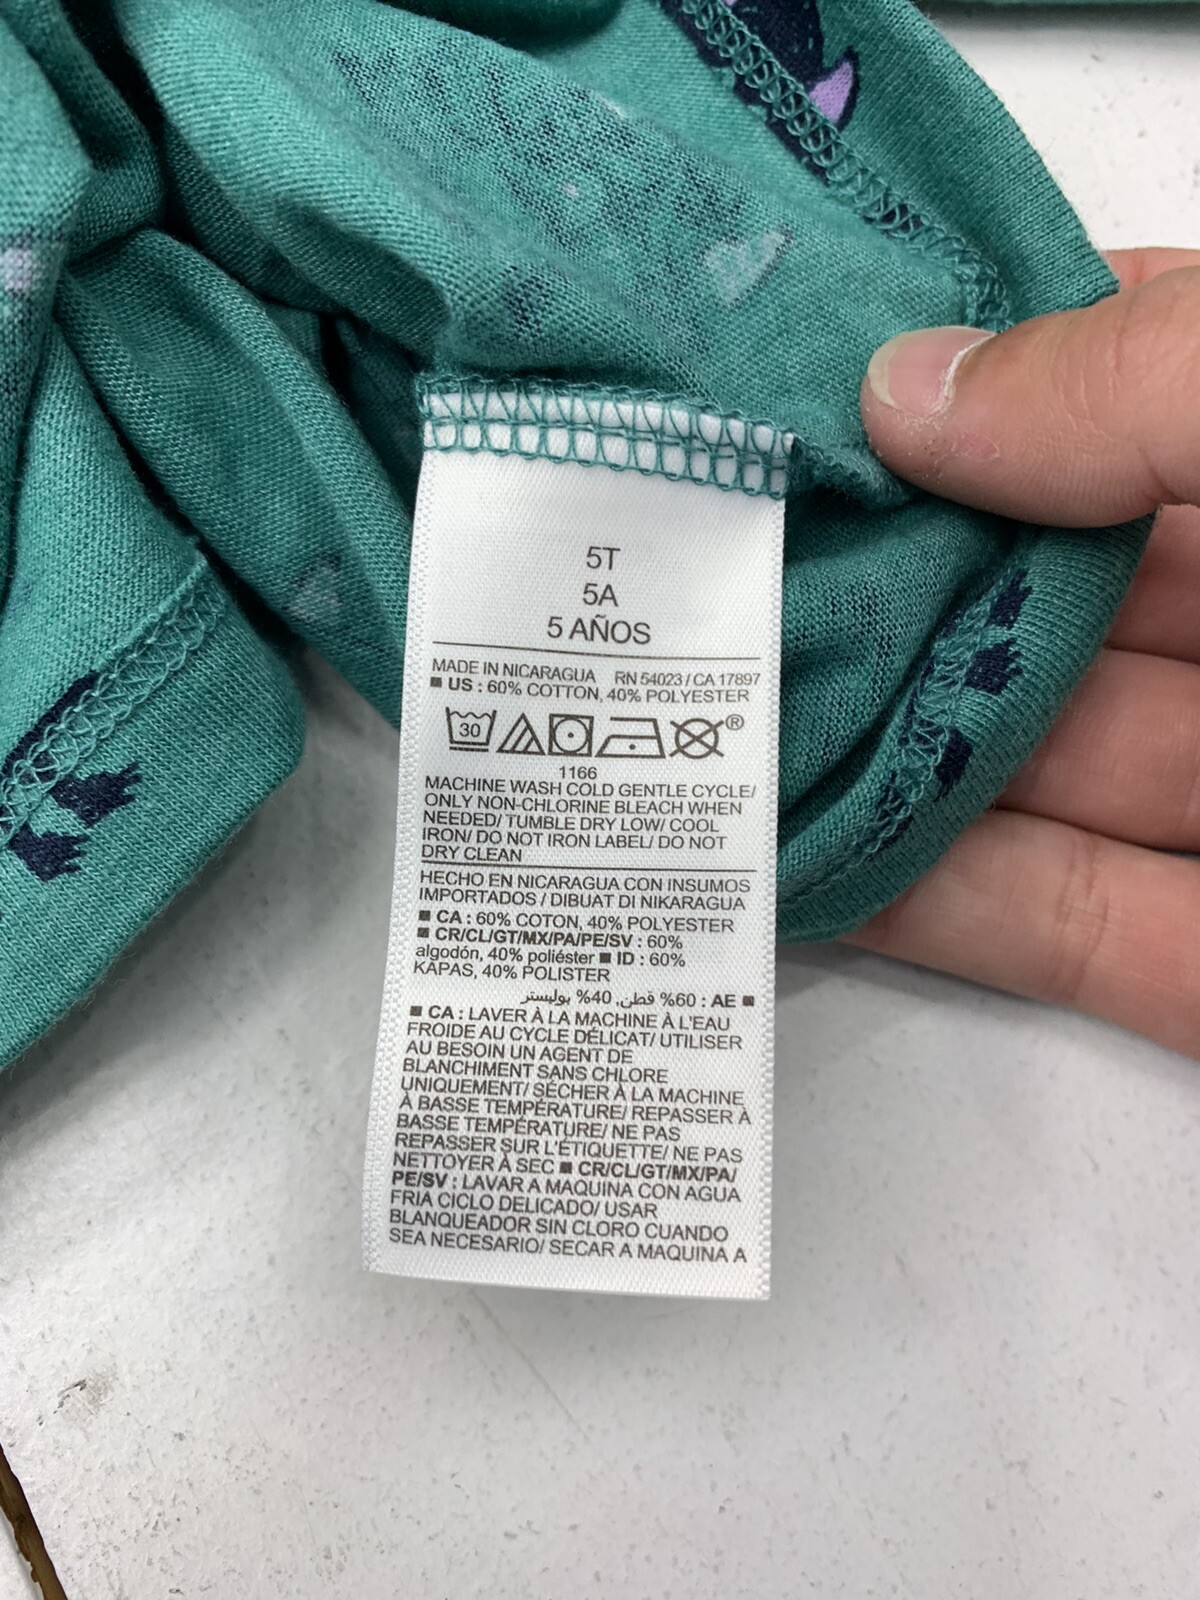 5T
5A
5 AÑOS
MADE IN NICARAGUA RN 54023 / CA 17897
■ US : 60% COTTON, 40% POLYESTER
30 ®
1166
MACHINE WASH COLD GENTLE CYCLE/
ONLY NON-CHLORINE BLEACH WHEN
NEEDED/ TUMBLE DRY LOW/ COOL
IRON/ DO NOT IRON LABEL/ DO NOT
DRY CLEAN
HECHO EN NICARAGUA CON INSUMOS
IMPORTADOS / DIBUAT DI NIKARAGUA
■ CA : 60% COTON, 40% POLYESTER
■ CR/CL/GT/MX/PA/PE/SV : 60%
algodón, 40% poliéster ■ ID : 60%
KAPAS, 40% POLISTER
■ AE : 60% قطن, 40% بوليستر
■ CA : LAVER À LA MACHINE À L'EAU
FROIDE AU CYCLE DÉLICAT/ UTILISER
AU BESOIN UN AGENT DE
BLANCHIMENT SANS CHLORE
UNIQUEMENT/ SÉCHER À LA MACHINE
À BASSE TEMPÉRATURE/ REPASSER À
BASSE TEMPÉRATURE/ NE PAS
REPASSER SUR L'ÉTIQUETTE/ NE PAS
NETTOYER À SEC ■ CR/CL/GT/MX/PA/
PE/SV : LAVAR A MAQUINA CON AGUA
FRIA CICLO DELICADO/ USAR
BLANQUEADOR SIN CLORO CUANDO
SEA NECESARIO/ SECAR A MAQUINA A